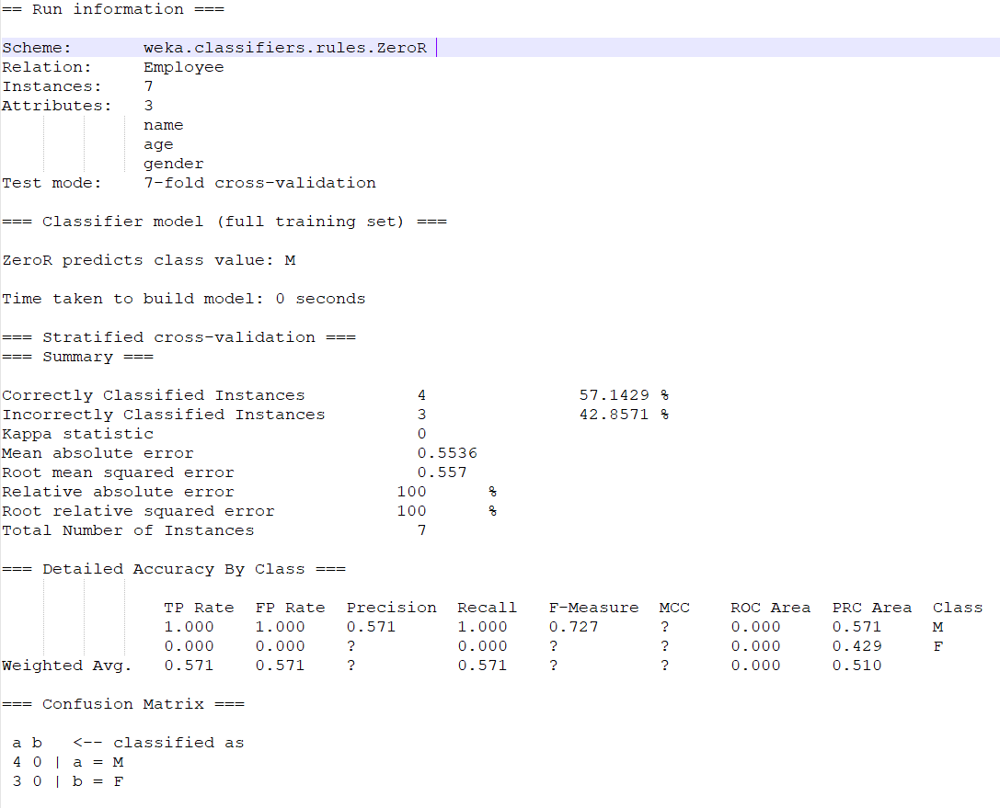 == Run information ===
Scheme: weka.classifiers.rules.ZeroR
Relation: Employee
Instances: 7
Attributes: 3
name
age
gender
Test mode: 7-fold cross-validation
=== Classifier model (full training set) ===
ZeroR predicts class value: M
Time taken to build model: 0 seconds
=== Stratified cross-validation ===
=== Summary ===
Correctly Classified Instances 4 57.1429 %
Incorrectly Classified Instances 3 42.8571 %
Kappa statistic 0
Mean absolute error 0.5536
Root mean squared error 0.557
Relative absolute error 100 %
Root relative squared error 100 %
Total Number of Instances 7
=== Detailed Accuracy By Class ===
TP Rate FP Rate Precision Recall F-Measure MCC ROC Area PRC Area Class
1.000 1.000 0.571 1.000 0.727 ? 0.000 0.571 M
0.000 0.000 ? 0.000 ? ? 0.000 0.429 F
Weighted Avg. 0.571 0.571 ? 0.571 ? ? 0.000 0.510
=== Confusion Matrix ===
a b <-- classified as
4 0 | a = M
3 0 | b = F